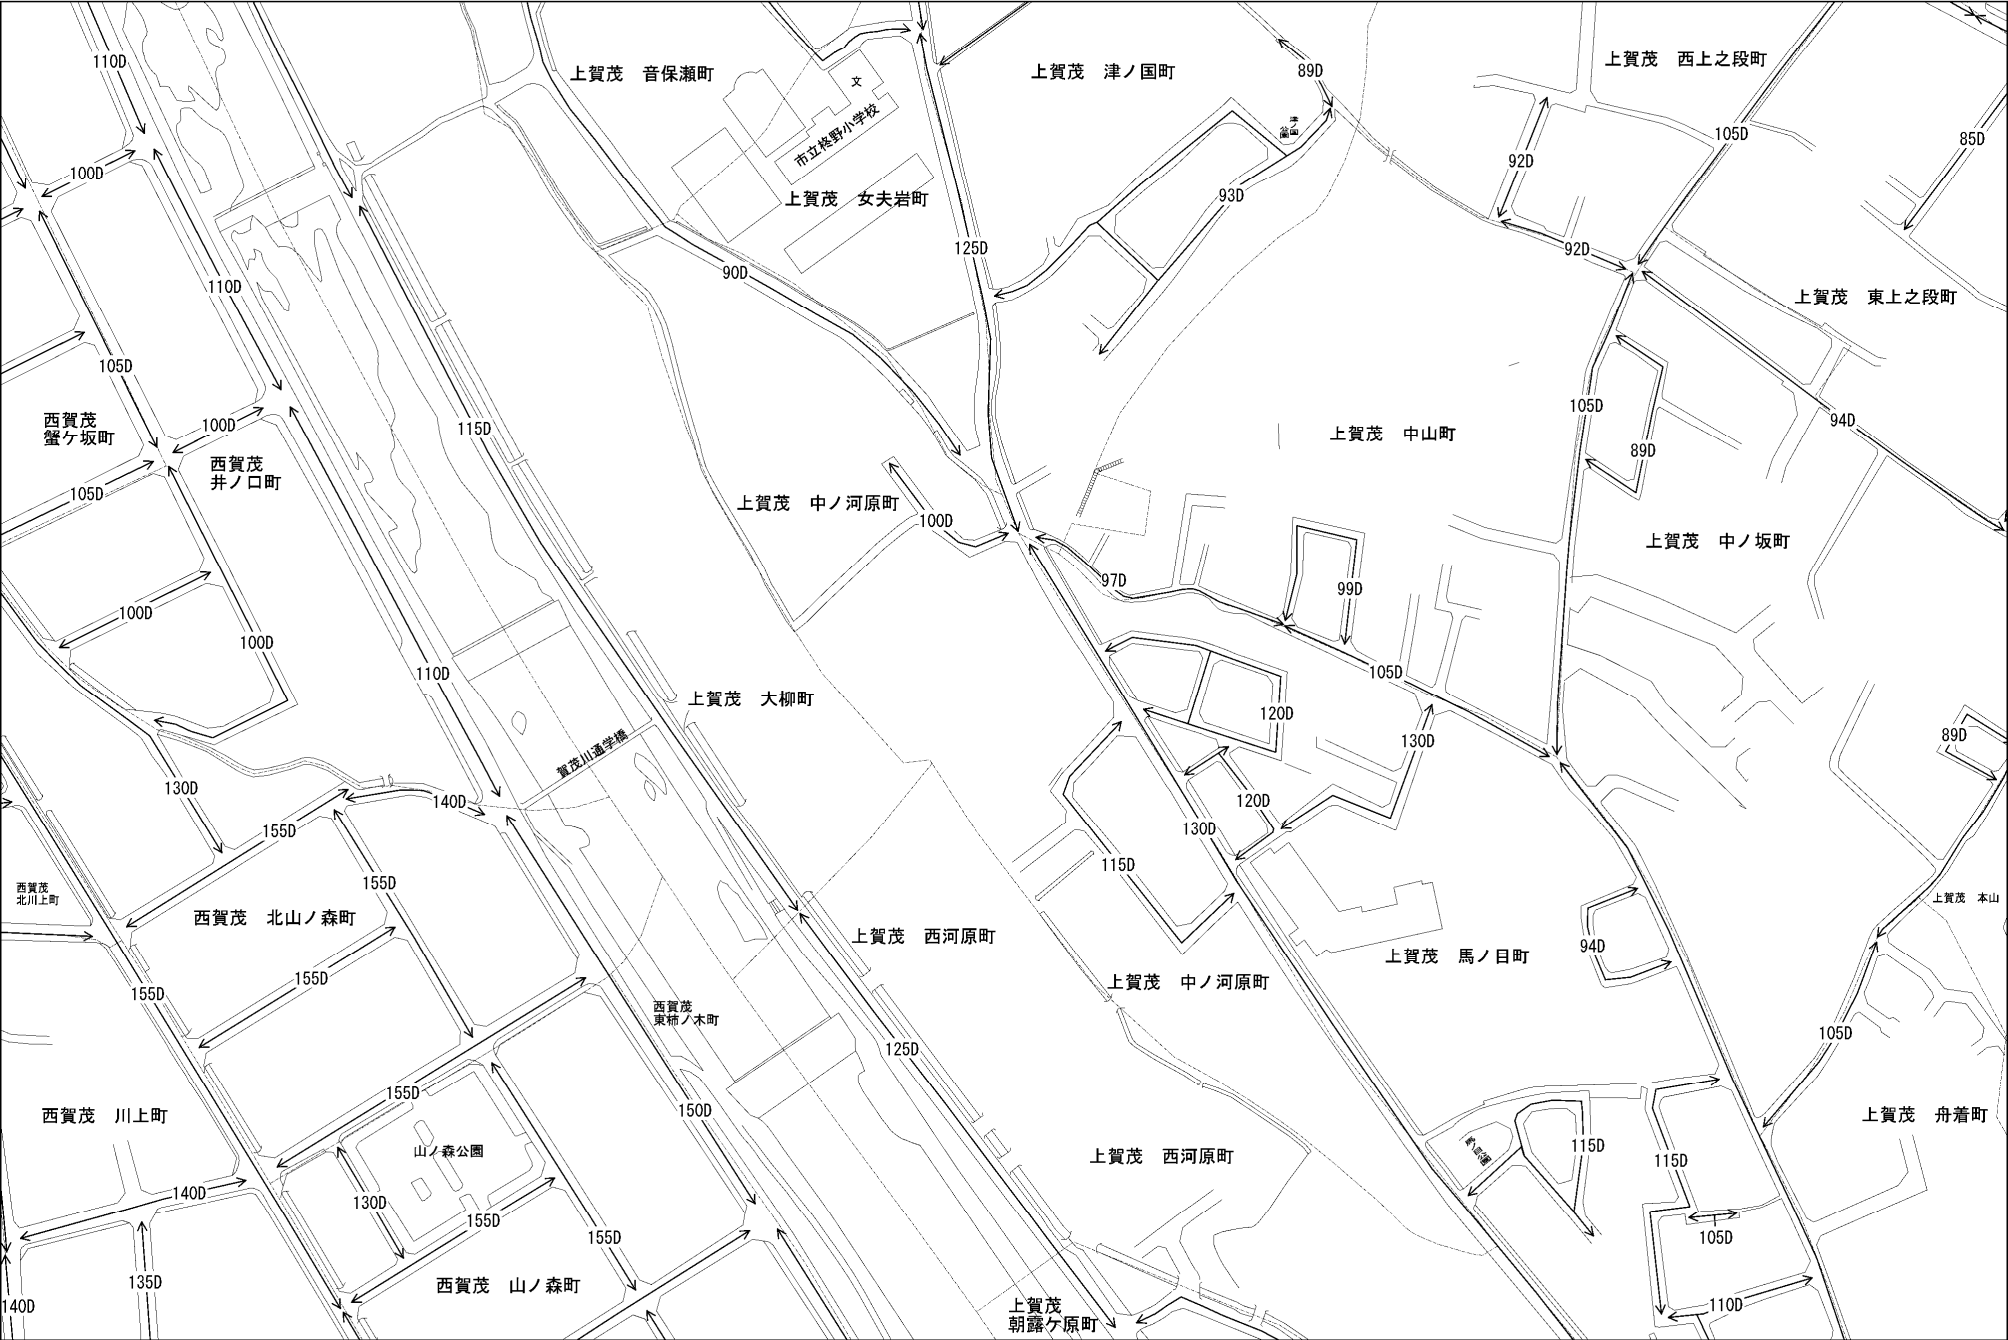 110D
上賀茂　音保瀬町
上賀茂　津ノ国町
89D
上賀茂　西上之段町
文
市立柊野小学校
津ノ国
公園
105D
85D
100D
92D
上賀茂　女夫岩町
93D
125D
92D
90D
110D
上賀茂　東上之段町
105D
西賀茂
蟹ケ坂町
100D
115D
105D
94D
上賀茂　中山町
89D
西賀茂
井ノ口町
105D
上賀茂　中ノ河原町
100D
上賀茂　中ノ坂町
97D
99D
100D
100D
110D
105D
上賀茂　大柳町
120D
130D
89D
賀茂川通学橋
130D
140D
155D
120D
130D
115D
155D
西賀茂
北川上町
西賀茂　北山ノ森町
上賀茂　本山
上賀茂　西河原町
94D
上賀茂　馬ノ目町
155D
155D
上賀茂　中ノ河原町
西賀茂
東柿ノ木町
105D
125D
155D
150D
西賀茂　川上町
上賀茂　舟着町
山ノ森公園
上賀茂　西河原町
馬ノ目公園
115D
115D
140D
130D
155D
155D
105D
135D
西賀茂　山ノ森町
140D
上賀茂
朝露ケ原町
110D